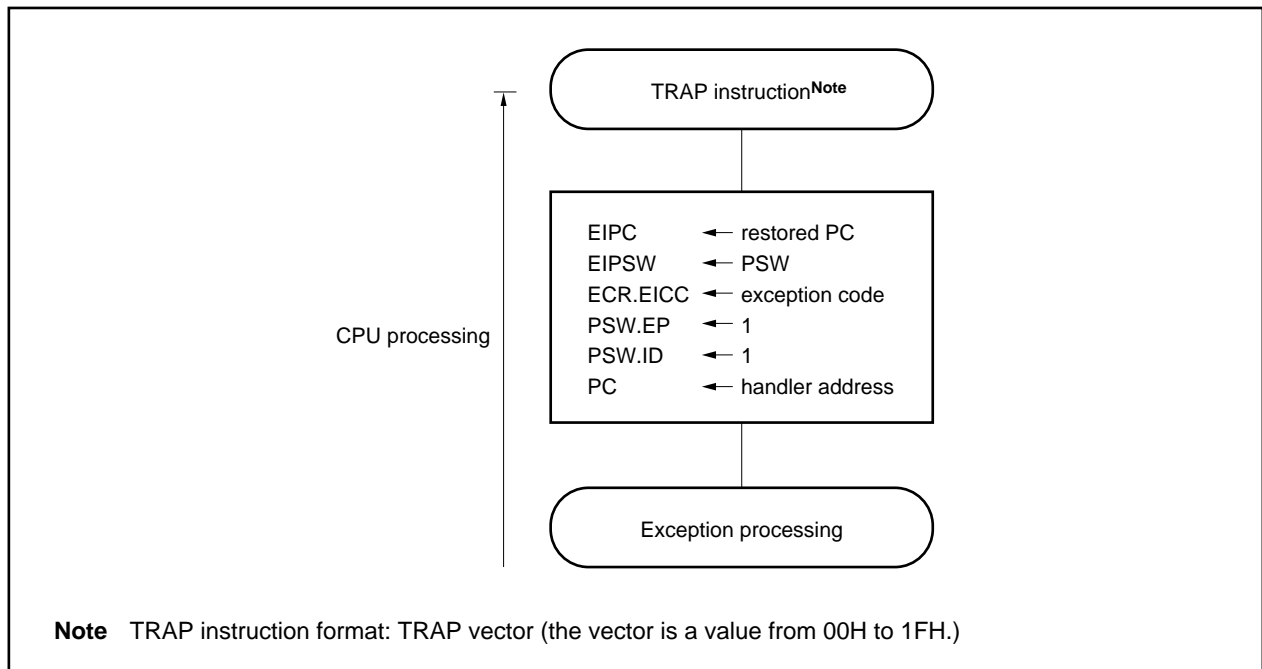 TRAP instructionNote
EIPC ← restored PC
EIPSW ← PSW
ECR.EICC ← exception code
PSW.EP ← 1
PSW.ID ← 1
PC ← handler address
CPU processing
Exception processing
Note TRAP instruction format: TRAP vector (the vector is a value from 00H to 1FH.)